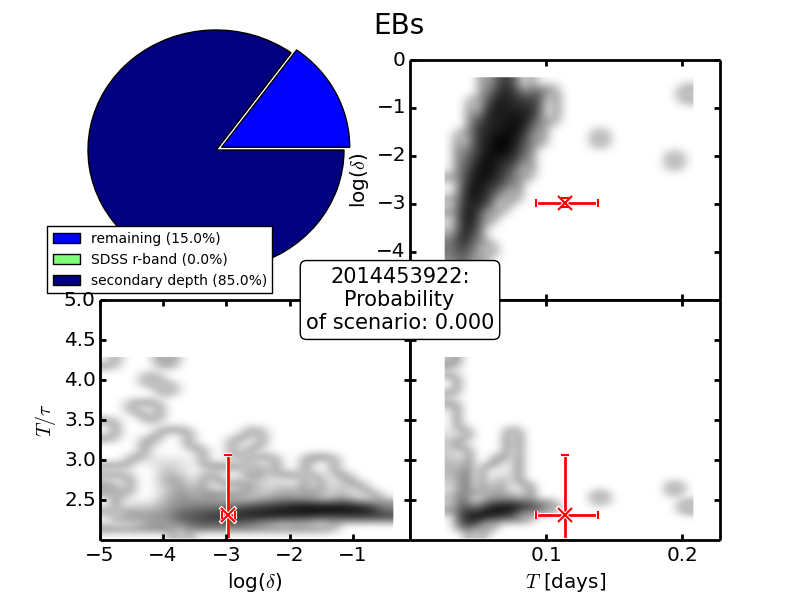 EBs
remaining (15.0%)
SDSS r-band (0.0%)
secondary depth (85.0%)
0
−1
−2
−3
−4
log(δ)
2014453922:
Probability
of scenario: 0.000
5.0
4.5
4.0
3.5
3.0
2.5
T/τ
−5 −4 −3 −2 −1
log(δ)
0.1 0.2
T [days]